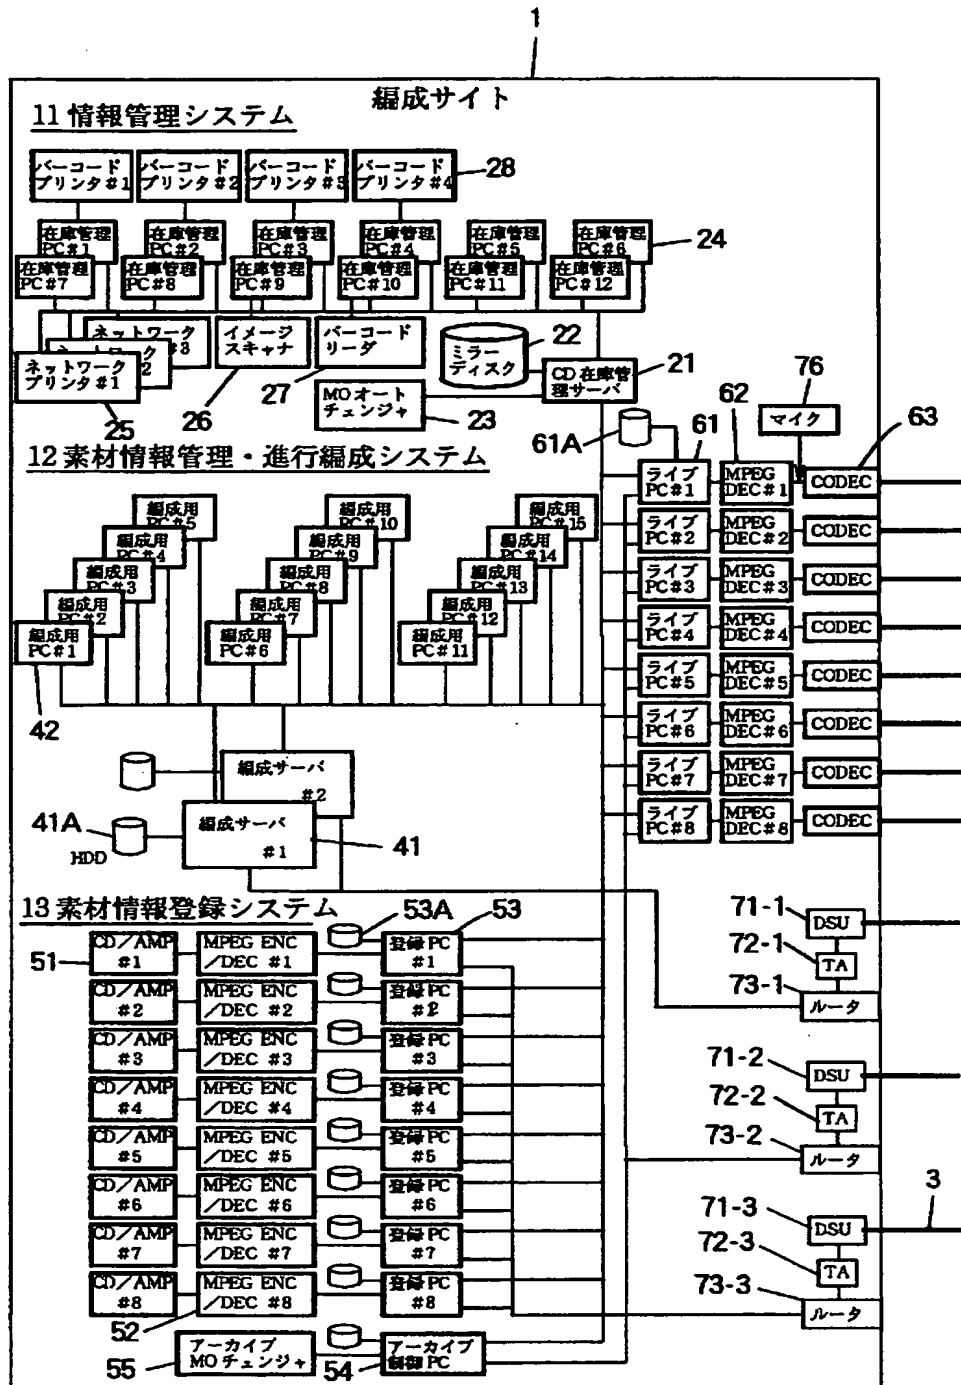 1
編成サイト
11 情報管理システム
バーコード
プリンタ#1
バーコード
プリンタ#2
バーコード
プリンタ#3
バーコード
プリンタ#4
28
在庫管理
PC#1
在庫管理
PC#2
在庫管理
PC#3
在庫管理
PC#4
在庫管理
PC#5
在庫管理
PC#6
24
在庫管理
PC#7
在庫管理
PC#8
在庫管理
PC#9
在庫管理
PC#10
在庫管理
PC#11
在庫管理
PC#12
ネットワーク
#3
ネットワーク
2
ネットワーク
プリンタ#1
25
イメージ
スキャナ
26
バーコード
リーダ
27
ミラー
ディスク
22
CD在庫管
理サーバ
21
MOオート
チェンジャ
23
12 素材情報管理・進行編成システム
編成用
PC#5
編成用
PC#4
編成用
PC#3
編成用
PC#2
編成用
PC#1
編成用
PC#10
編成用
PC#9
編成用
PC#8
編成用
PC#7
編成用
PC#6
編成用
PC#15
編成用
PC#14
編成用
PC#13
編成用
PC#12
編成用
PC#11
42
編成サーバ
#2
編成サーバ
#1
41
41A
HDD
61A
61
62
76
マイク
63
ライブ
PC#1
MPEG
DEC#1
CODEC
ライブ
PC#2
MPEG
DEC#2
CODEC
ライブ
PC#3
MPEG
DEC#3
CODEC
ライブ
PC#4
MPEG
DEC#4
CODEC
ライブ
PC#5
MPEG
DEC#5
CODEC
ライブ
PC#6
MPEG
DEC#6
CODEC
ライブ
PC#7
MPEG
DEC#7
CODEC
ライブ
PC#8
MPEG
DEC#8
CODEC
13 素材情報登録システム
53A
53
51
CD/AMP
#1
MPEG ENC
/DEC #1
登録PC
#1
CD/AMP
#2
MPEG ENC
/DEC #2
登録PC
#2
CD/AMP
#3
MPEG ENC
/DEC #3
登録PC
#3
CD/AMP
#4
MPEG ENC
/DEC #4
登録PC
#4
CD/AMP
#5
MPEG ENC
/DEC #5
登録PC
#5
CD/AMP
#6
MPEG ENC
/DEC #6
登録PC
#6
CD/AMP
#7
MPEG ENC
/DEC #7
登録PC
#7
CD/AMP
#8
MPEG ENC
/DEC #8
登録PC
#8
52
アーカイブ
MOチェンジャ
55
アーカイブ
制御PC
54
71-1
DSU
72-1
TA
73-1
ルータ
71-2
DSU
72-2
TA
73-2
ルータ
71-3
DSU
3
72-3
TA
73-3
ルータ